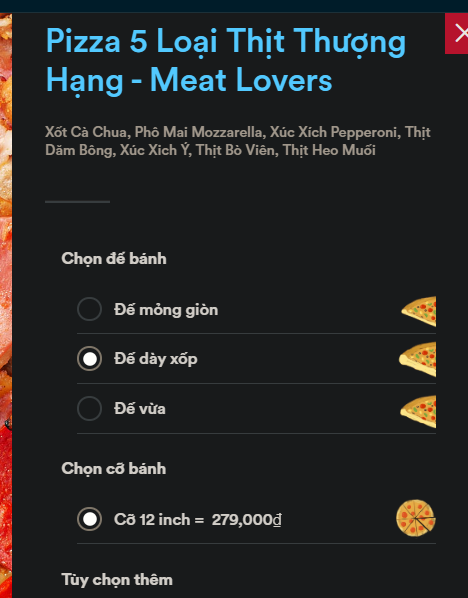 Pizza 5 Loại Thịt Thượng
Hạng - Meat Lovers
Xốt Cà Chua, Phô Mai Mozzarella, Xúc Xích Pepperoni, Thịt
Dăm Bông, Xúc Xich Ý, Thịt Bò Viên, Thịt Heo Muối
Chọn đế bánh
Đế mỏng giòn
Đế dày xốp
Đế vừa
Chọn cỡ bánh
Cỡ 12 inch = 279,000₫
Tùy chọn thêm